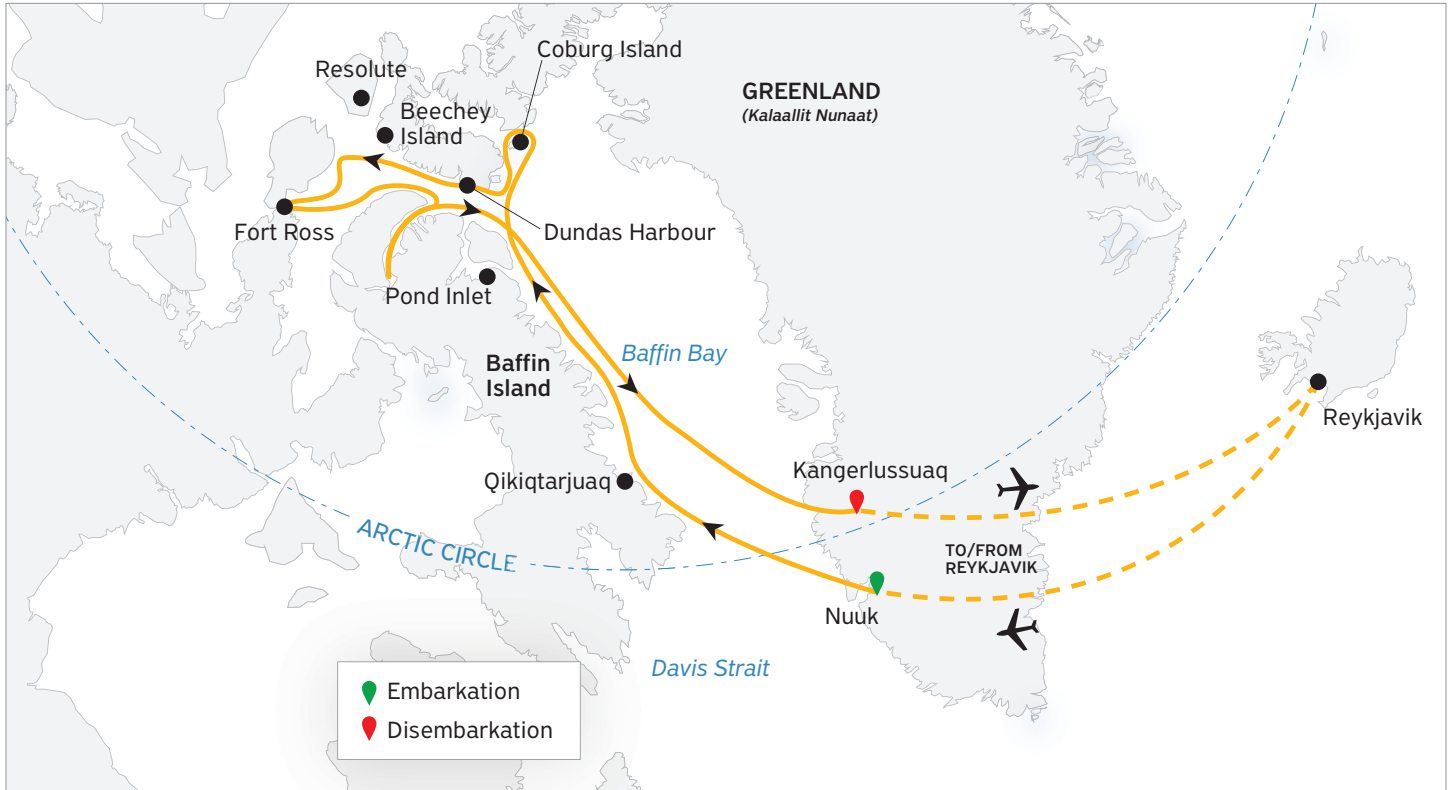 Coburg Island
Resolute
Beechey
Island
GREENLAND
(Kalaallit Nunaat)
Fort Ross
Dundas Harbour
Pond Inlet
Baffin
Island
Baffin Bay
Reykjavik
Kangerlussuaq
Qikiqtarjuaq
ARCTIC CIRCLE
TO/FROM
REYKJAVIK
Nuuk
Davis Strait
Embarkation
Disembarkation